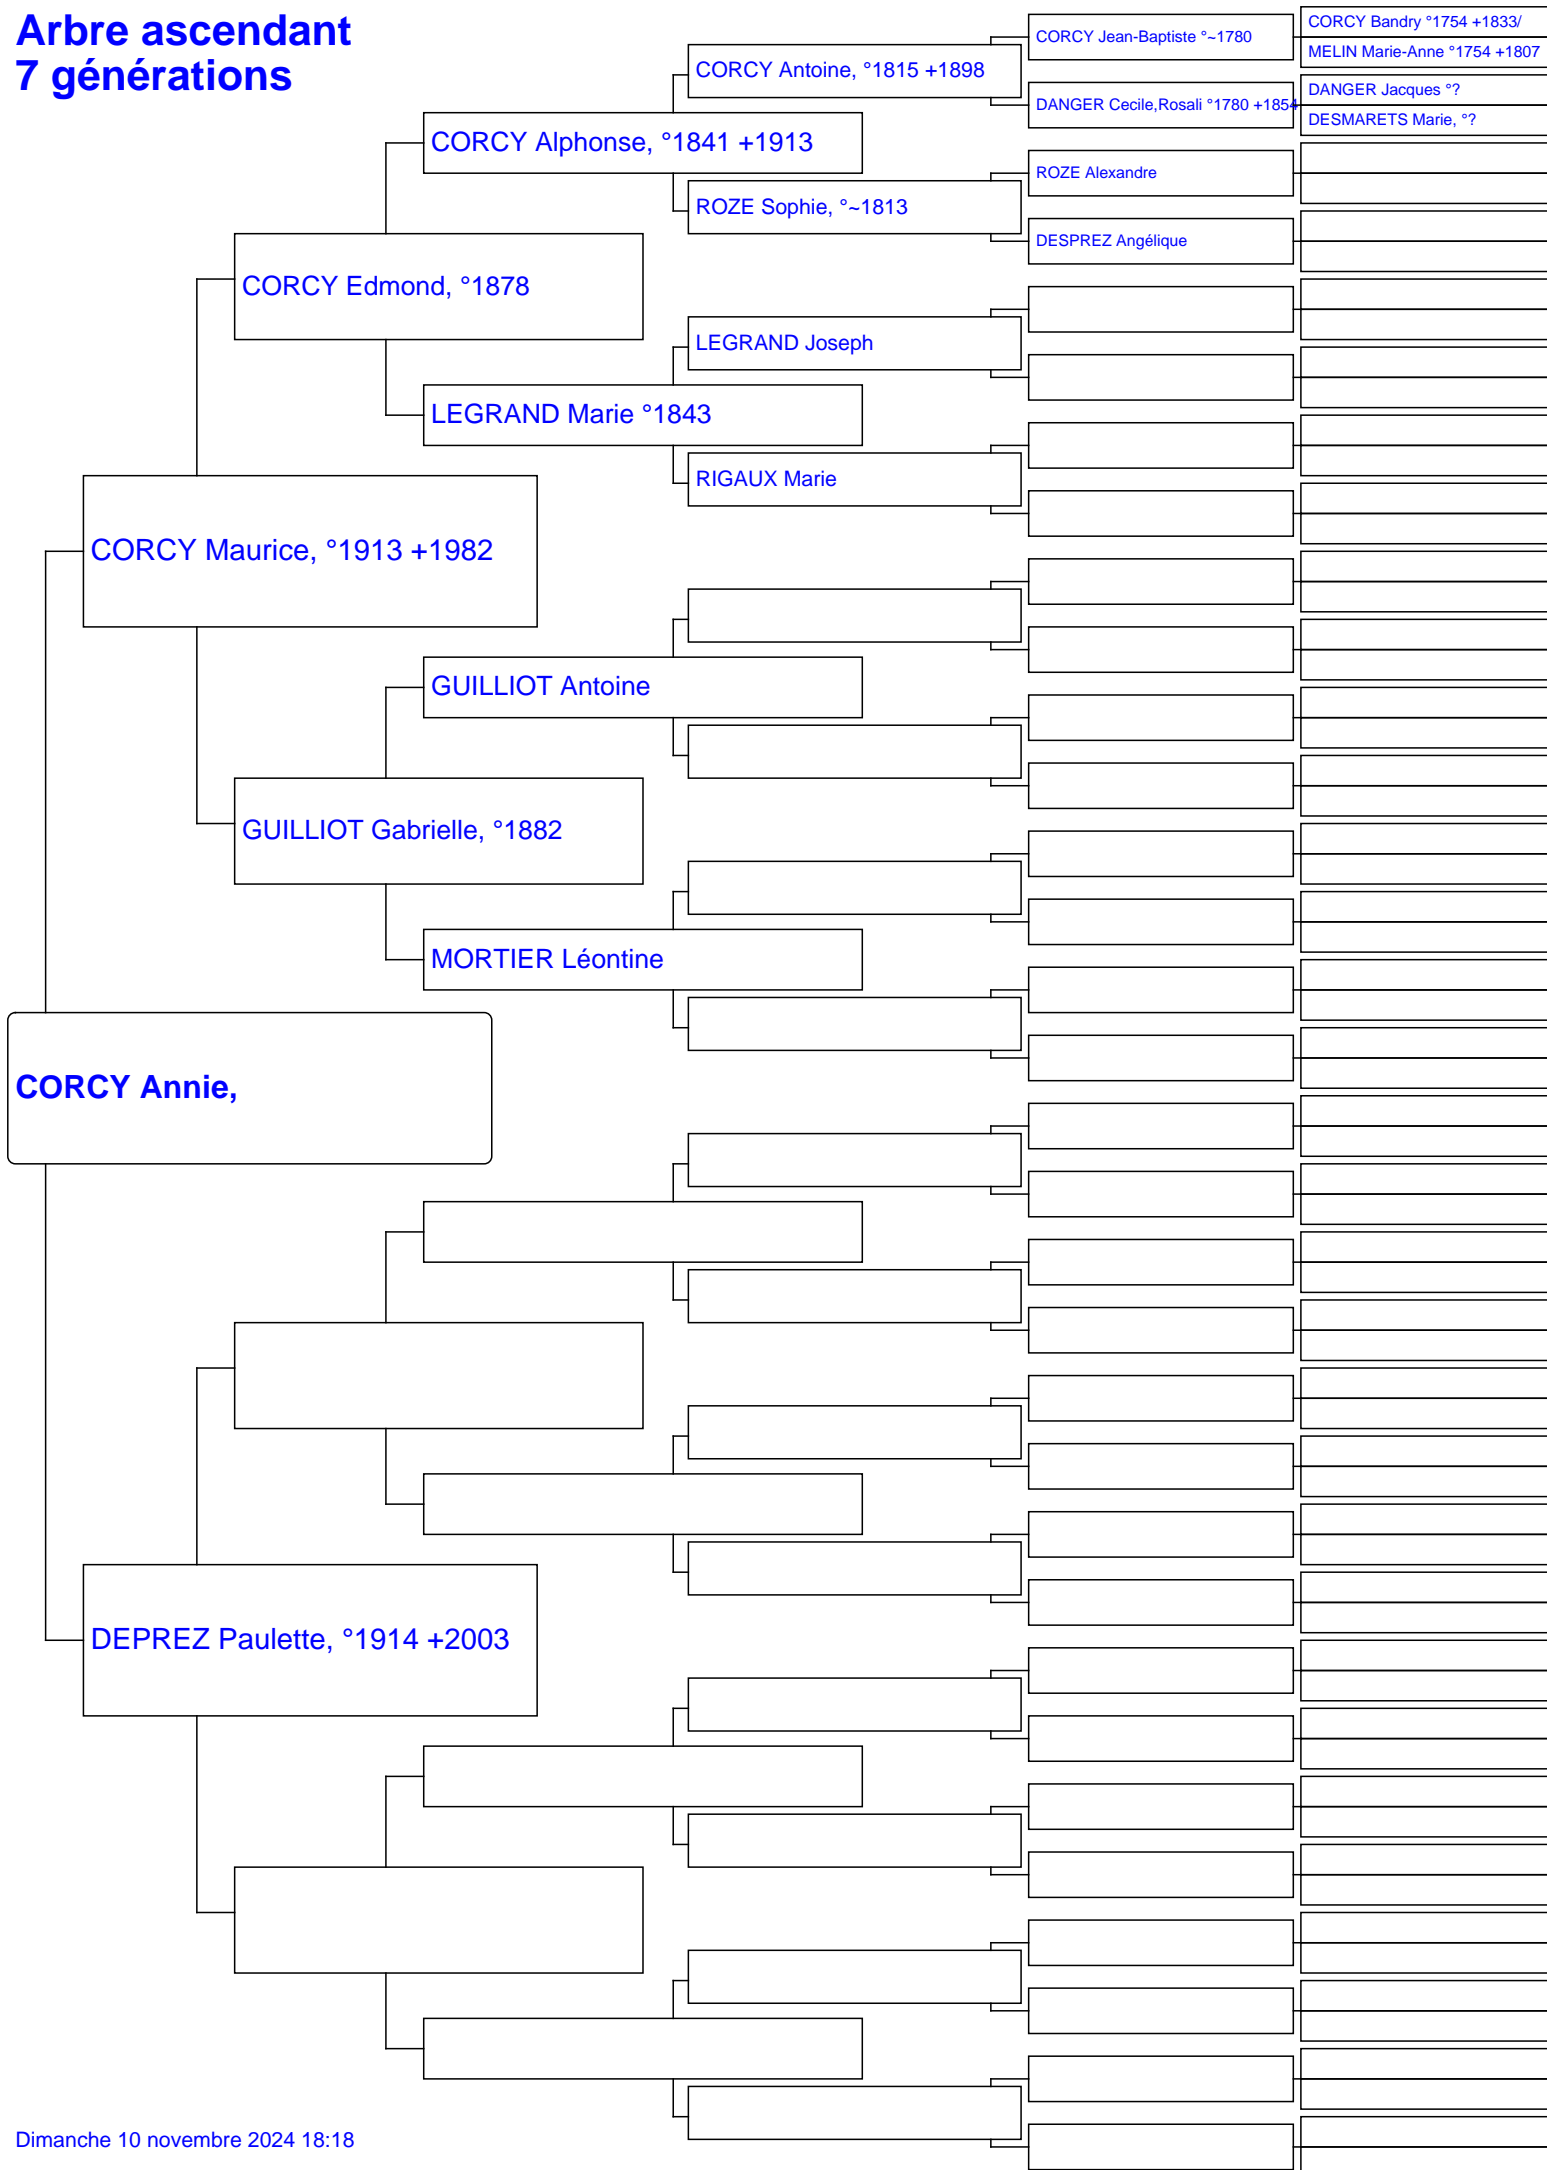 Arbre ascendant
7 générations
CORCY Bandry °1754 +1833/
CORCY Jean-Baptiste °~1780
MELIN Marie-Anne °1754 +1807
CORCY Antoine, °1815 +1898
DANGER Jacques °?
DANGER Cecile,Rosali °1780 +1854
DESMARETS Marie, °?
CORCY Alphonse, °1841 +1913
ROZE Alexandre
ROZE Sophie, °~1813
DESPREZ Angélique
CORCY Edmond, °1878
LEGRAND Joseph
LEGRAND Marie °1843
RIGAUX Marie
CORCY Maurice, °1913 +1982
GUILLIOT Antoine
GUILLIOT Gabrielle, °1882
MORTIER Léontine
CORCY Annie,
DEPREZ Paulette, °1914 +2003
Dimanche 10 novembre 2024 18:18